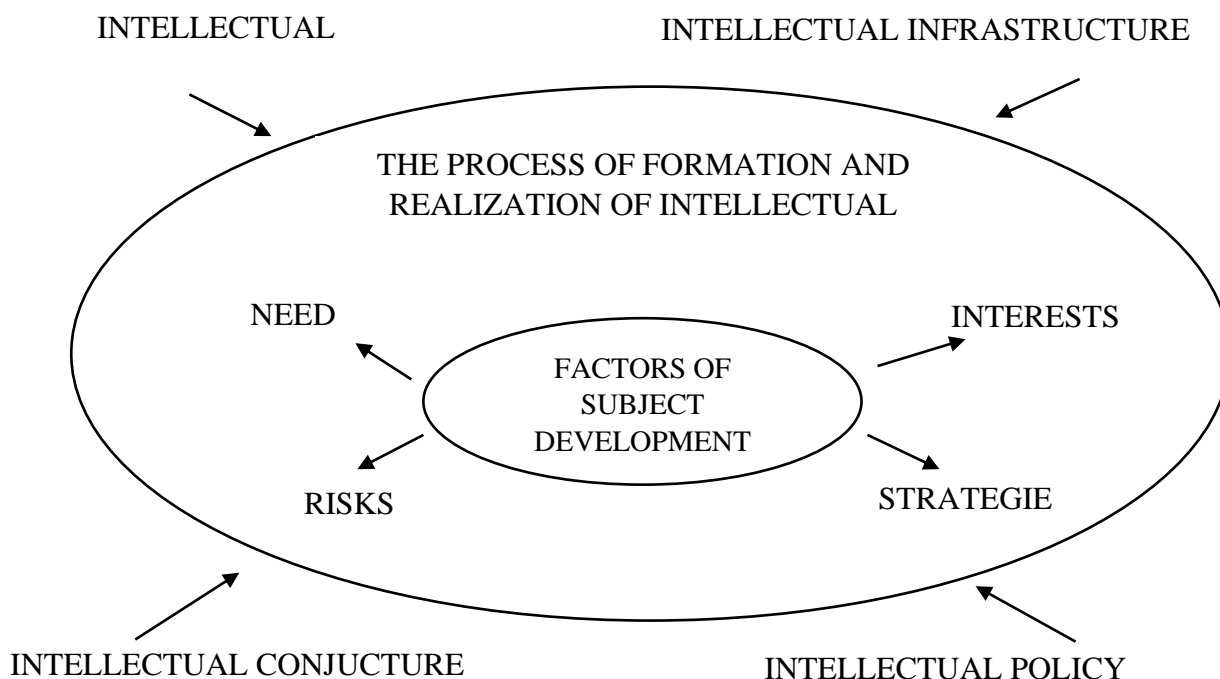 INTELLECTUAL
INTELLECTUAL INFRASTRUCTURE
THE PROCESS OF FORMATION AND
REALIZATION OF INTELLECTUAL
NEED
INTERESTS
FACTORS OF
SUBJECT
DEVELOPMENT
RISKS
STRATEGIE
INTELLECTUAL CONJUCTURE
INTELLECTUAL POLICY